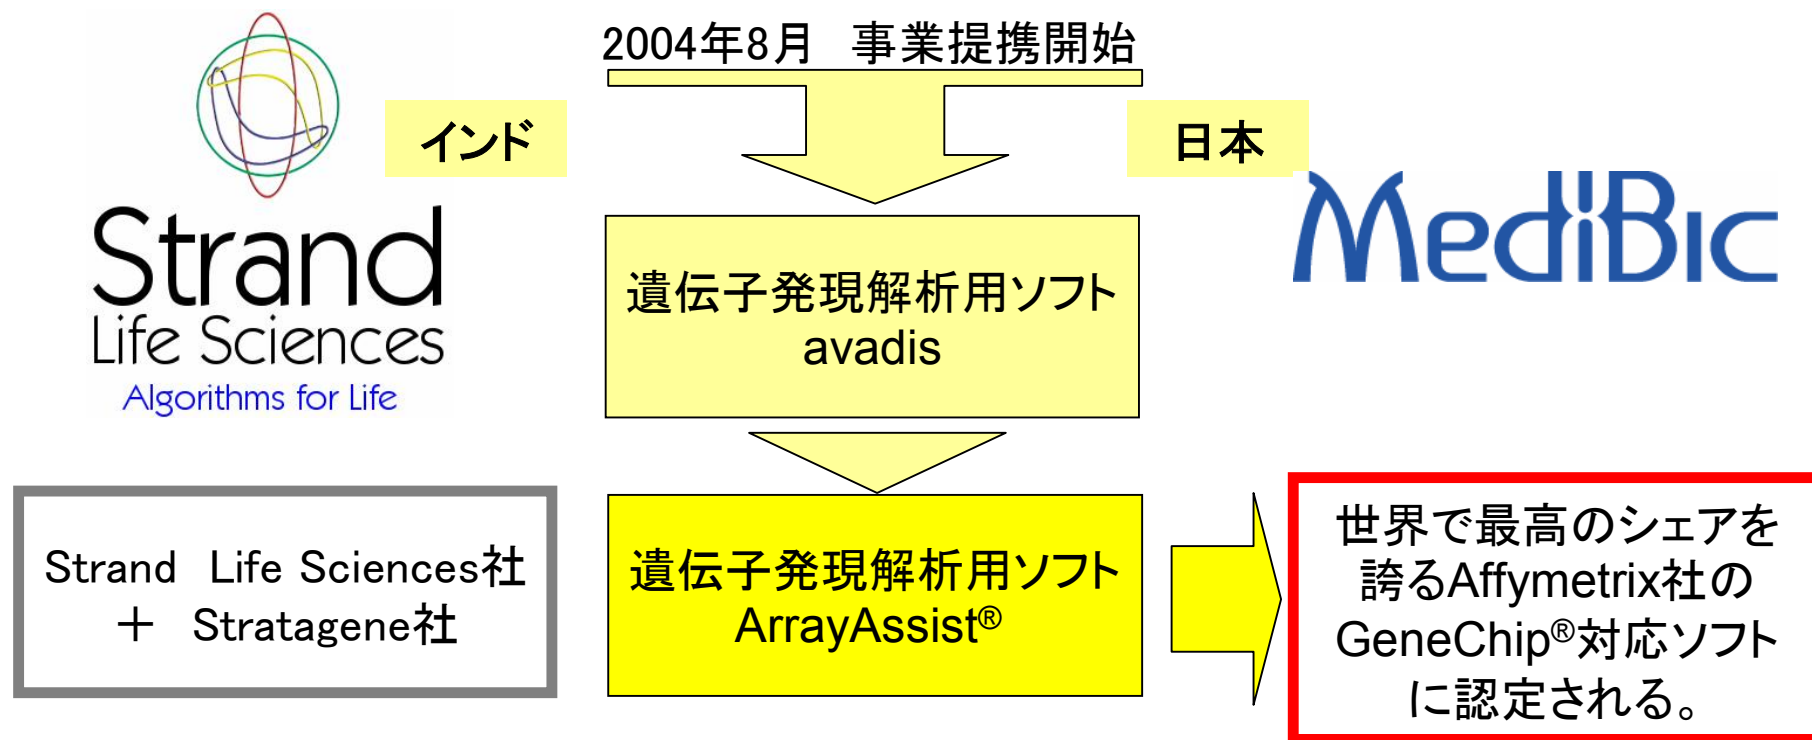 2004年8月　事業提携開始
インド
日本
Strand
Life Sciences
Algorithms for Life
MediBic
遺伝子発現解析用ソフト
avadis
Strand　Life Sciences社
＋　Stratagene社
遺伝子発現解析用ソフト
ArrayAssist®
世界で最高のシェアを
誇るAffymetrix社の
GeneChip®対応ソフト
に認定される。